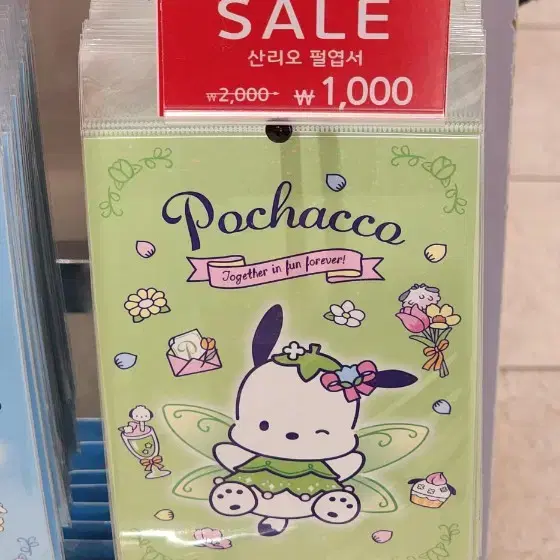 SALE
산리오 펄엽서
₩2,000 → ₩1,000
Pochacco
Together in fun forever!
P